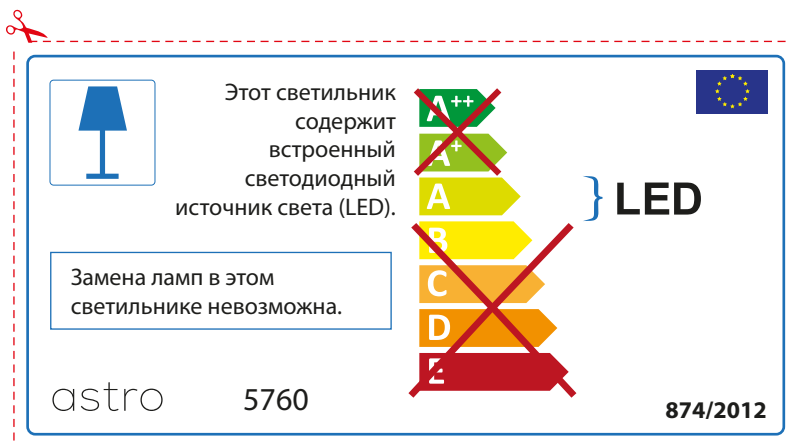 Этот светильник
содержит
встроенный
светодиодный
источник света (LED).
A++
A+
A
B
C
D
E
LED
Замена ламп в этом
светильнике невозможна.
astro
5760
874/2012